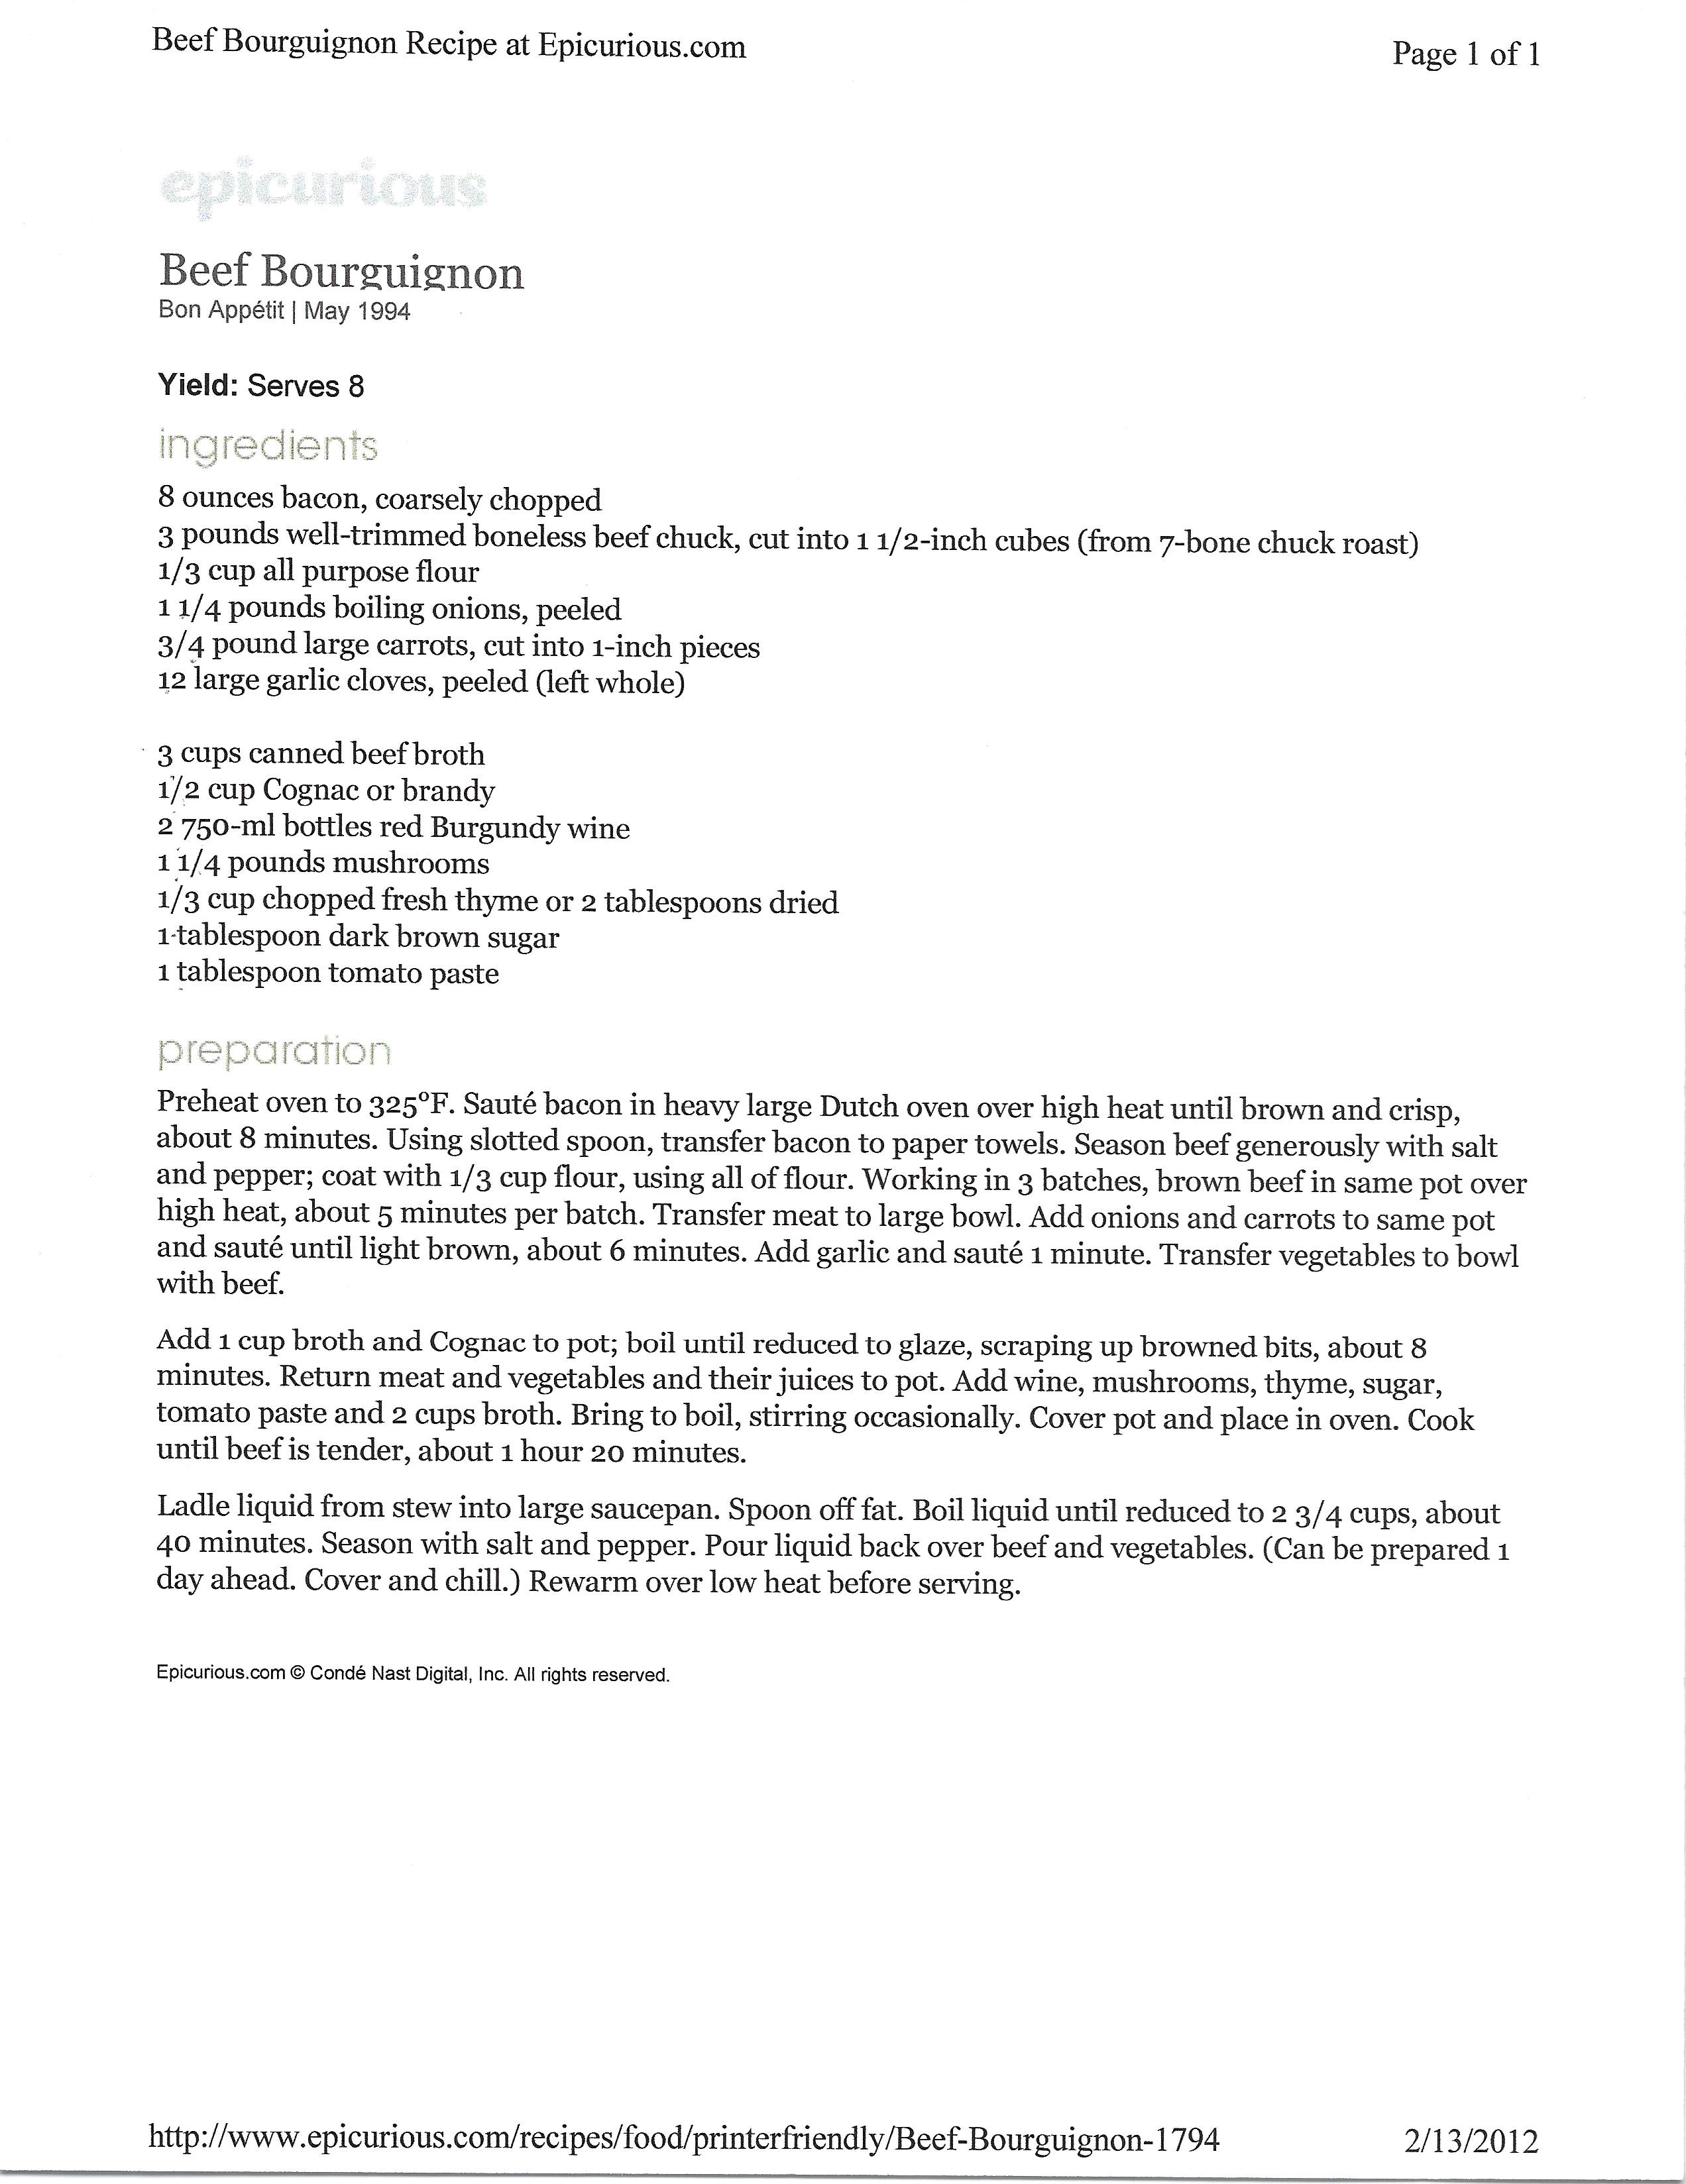 Beef Bourguignon Recipe at Epicurious.com
Page 1 of 1
epicurious
Beef Bourguignon
Bon Appétit | May 1994
Yield: Serves 8
ingredients
8 ounces bacon, coarsely chopped
3 pounds well-trimmed boneless beef chuck, cut into 1 1/2-inch cubes (from 7-bone chuck roast)
1/3 cup all purpose flour
1 1/4 pounds boiling onions, peeled
3/4 pound large carrots, cut into 1-inch pieces
12 large garlic cloves, peeled (left whole)
3 cups canned beef broth
1/2 cup Cognac or brandy
2 750-ml bottles red Burgundy wine
1 1/4 pounds mushrooms
1/3 cup chopped fresh thyme or 2 tablespoons dried
1 tablespoon dark brown sugar
1 tablespoon tomato paste
preparation
Preheat oven to 325°F. Sauté bacon in heavy large Dutch oven over high heat until brown and crisp,
about 8 minutes. Using slotted spoon, transfer bacon to paper towels. Season beef generously with salt
and pepper; coat with 1/3 cup flour, using all of flour. Working in 3 batches, brown beef in same pot over
high heat, about 5 minutes per batch. Transfer meat to large bowl. Add onions and carrots to same pot
and sauté until light brown, about 6 minutes. Add garlic and sauté 1 minute. Transfer vegetables to bowl
with beef.
Add 1 cup broth and Cognac to pot; boil until reduced to glaze, scraping up browned bits, about 8
minutes. Return meat and vegetables and their juices to pot. Add wine, mushrooms, thyme, sugar,
tomato paste and 2 cups broth. Bring to boil, stirring occasionally. Cover pot and place in oven. Cook
until beef is tender, about 1 hour 20 minutes.
Ladle liquid from stew into large saucepan. Spoon off fat. Boil liquid until reduced to 2 3/4 cups, about
40 minutes. Season with salt and pepper. Pour liquid back over beef and vegetables. (Can be prepared 1
day ahead. Cover and chill.) Rewarm over low heat before serving.
Epicurious.com © Condé Nast Digital, Inc. All rights reserved.
http://www.epicurious.com/recipes/food/printerfriendly/Beef-Bourguignon-1794
2/13/2012